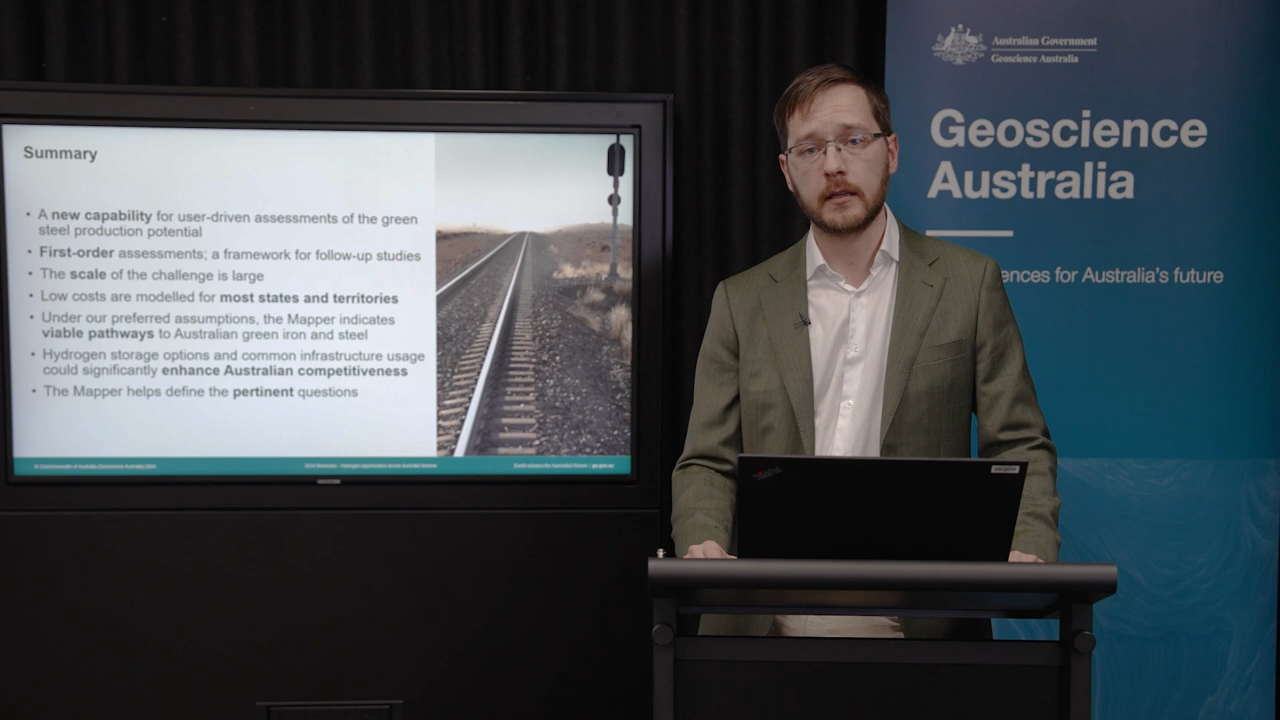 Summary
• A new capability for user-driven assessments of the green
steel production potential
• First-order assessments; a framework for follow-up studies
• The scale of the challenge is large
• Low costs are modelled for most states and territories
• Under our preferred assumptions, the Mapper indicates
viable pathways to Australian green iron and steel
• Hydrogen storage options and common infrastructure usage
could significantly enhance Australian competitiveness
• The Mapper helps define the pertinent questions
Australian Government
Geoscience Australia
Geoscience
Australia
ences for Australia's future